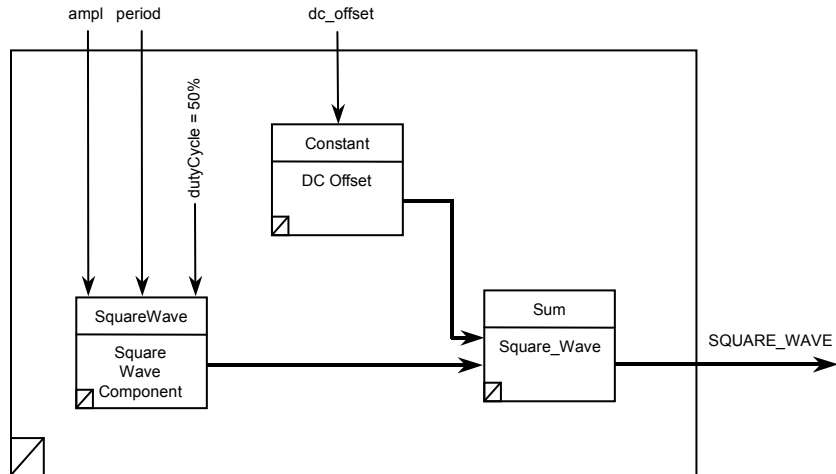 ampl period dc_offset
dutyCycle = 50%
Constant
DC Offset
SquareWave
Square
Wave
Component
Sum
Square_Wave
SQUARE_WAVE